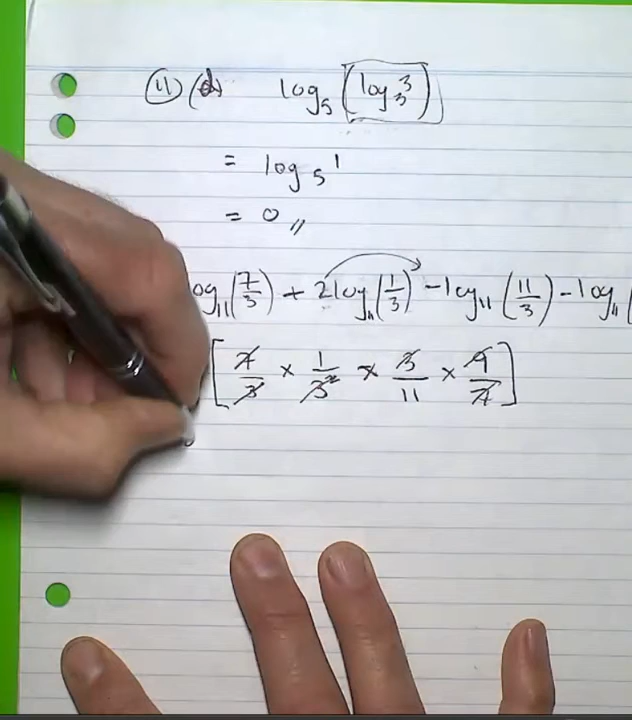 11 (d) log₅ (log₃ 3)
= log₅ 1
= 0 //
og₁₁ (7/3) + 2log₁₁ (1/3) - log₁₁ (11/3) - log₁₁ (
[ 7/3 × 1/3² × 3/11 × 9/7 ]